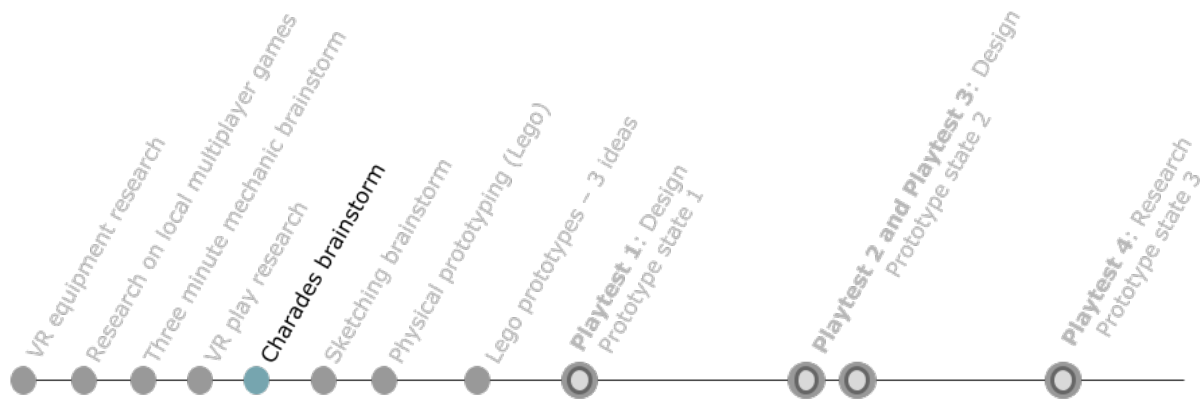 VR equipment research
Research on local multiplayer games
Three minute mechanic brainstorm
VR play research
Charades brainstorm
Sketching brainstorm
Physical prototyping (Lego)
Lego prototypes – 3 ideas
Playtest 1: Design
Prototype state 1
Playtest 2 and Playtest 3: Design
Prototype state 2
Playtest 4: Research
Prototype state 3